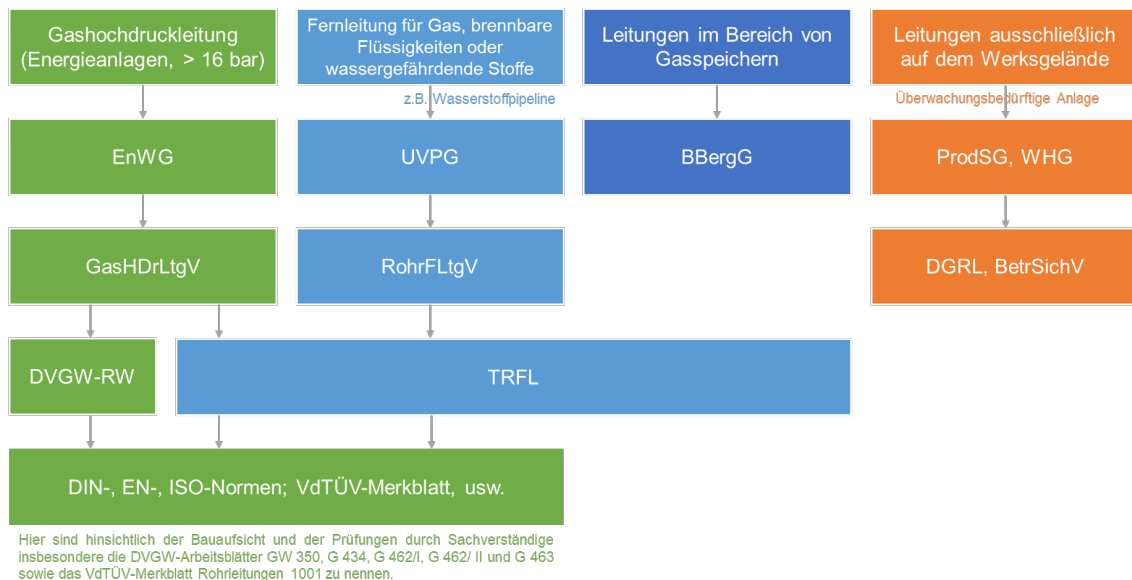 Gashochdruckleitung
(Energieanlagen, > 16 bar)
Fernleitung für Gas, brennbare
Flüssigkeiten oder
wassergefährdende Stoffe
Leitungen im Bereich von
Gasspeichern
Leitungen ausschließlich
auf dem Werksgelände
z.B. Wasserstoffpipeline
Überwachungsbedürftige Anlage
EnWG
UVPG
BBergG
ProdSG, WHG
GasHDrLtgV
RohrFLtgV
DGRL, BetrSichV
DVGW-RW
TRFL
DIN-, EN-, ISO-Normen; VdTÜV-Merkblatt, usw.
Hier sind hinsichtlich der Bauaufsicht und der Prüfungen durch Sachverständige
insbesondere die DVGW-Arbeitsblätter GW 350, G 434, G 462/I, G 462/ II und G 463
sowie das VdTÜV-Merkblatt Rohrleitungen 1001 zu nennen.